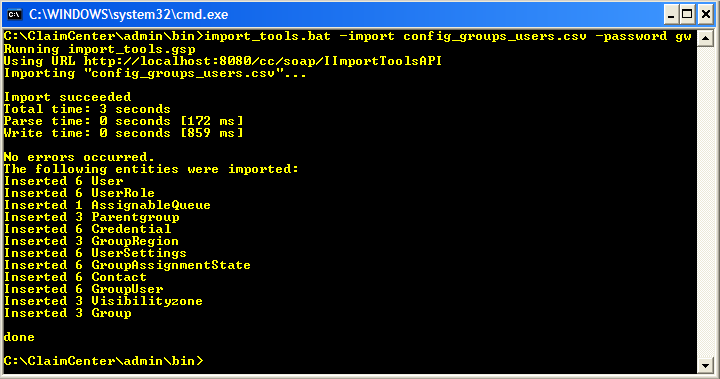 C:\WINDOWS\system32\cmd.exe
C:\ClaimCenter\admin\bin>import_tools.bat -import config_groups_users.csv -password gw
Running import_tools.gsp
Using URL http://localhost:8080/cc/soap/IImportToolsAPI
Importing "config_groups_users.csv"...
Import succeeded
Total time: 3 seconds
Parse time: 0 seconds [172 ms]
Write time: 0 seconds [859 ms]
No errors occurred.
The following entities were imported:
Inserted 6 User
Inserted 6 UserRole
Inserted 1 AssignableQueue
Inserted 3 Parentgroup
Inserted 6 Credential
Inserted 3 GroupRegion
Inserted 6 UserSettings
Inserted 6 GroupAssignmentState
Inserted 6 Contact
Inserted 6 GroupUser
Inserted 3 Visibilityzone
Inserted 3 Group
done
C:\ClaimCenter\admin\bin>